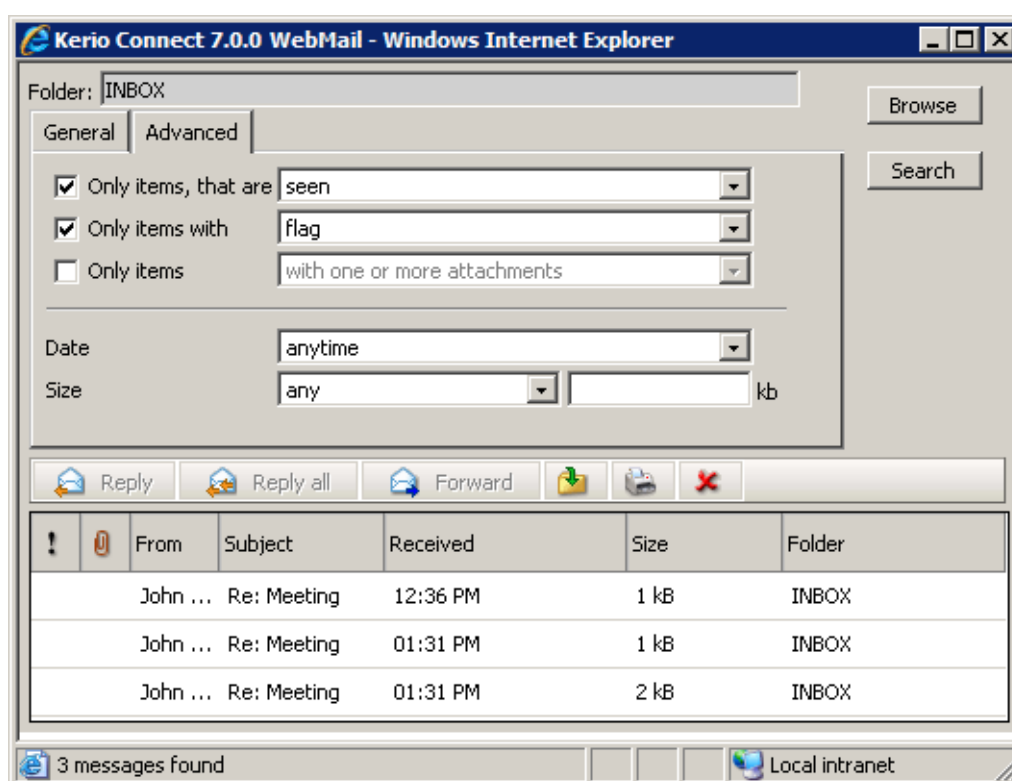 Kerio Connect 7.0.0 WebMail - Windows Internet Explorer
Folder: INBOX
Browse
General Advanced
Search
Only items, that are seen
Only items with flag
Only items with one or more attachments
Date anytime
Size any kb
Reply Reply all Forward
! From Subject Received Size Folder
John ... Re: Meeting 12:36 PM 1 kB INBOX
John ... Re: Meeting 01:31 PM 1 kB INBOX
John ... Re: Meeting 01:31 PM 2 kB INBOX
3 messages found Local intranet